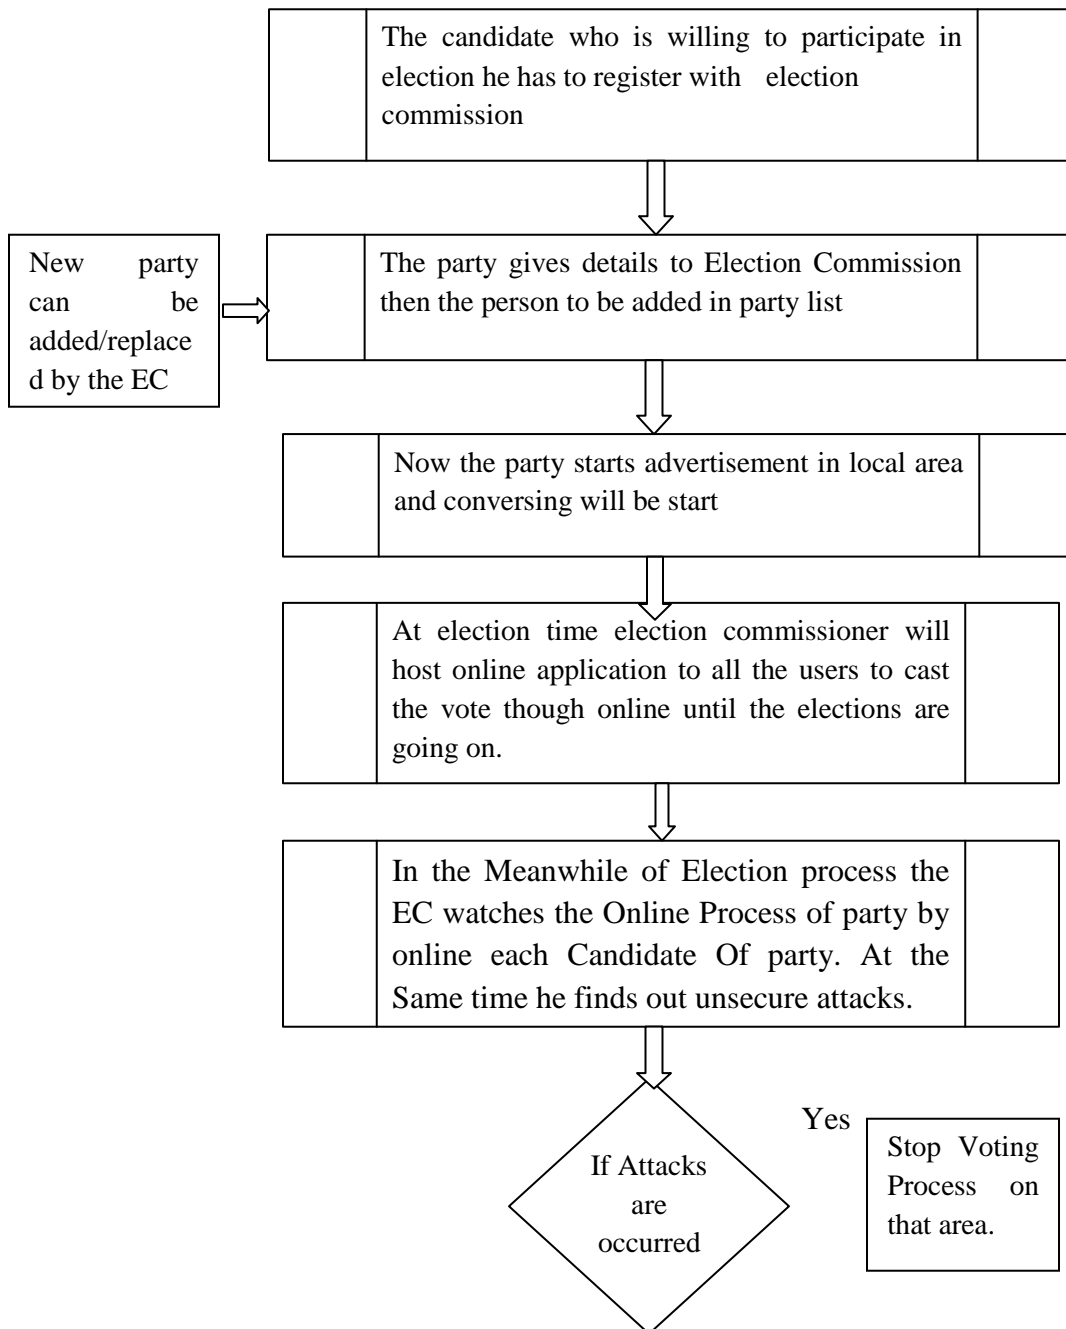 The candidate who is willing to participate in
election he has to register with election
commission
New party
can be
added/replace
d by the EC
The party gives details to Election Commission
then the person to be added in party list
Now the party starts advertisement in local area
and conversing will be start
At election time election commissioner will
host online application to all the users to cast
the vote though online until the elections are
going on.
In the Meanwhile of Election process the
EC watches the Online Process of party by
online each Candidate Of party. At the
Same time he finds out unsecure attacks.
If Attacks
are
occurred
Yes
Stop Voting
Process on
that area.